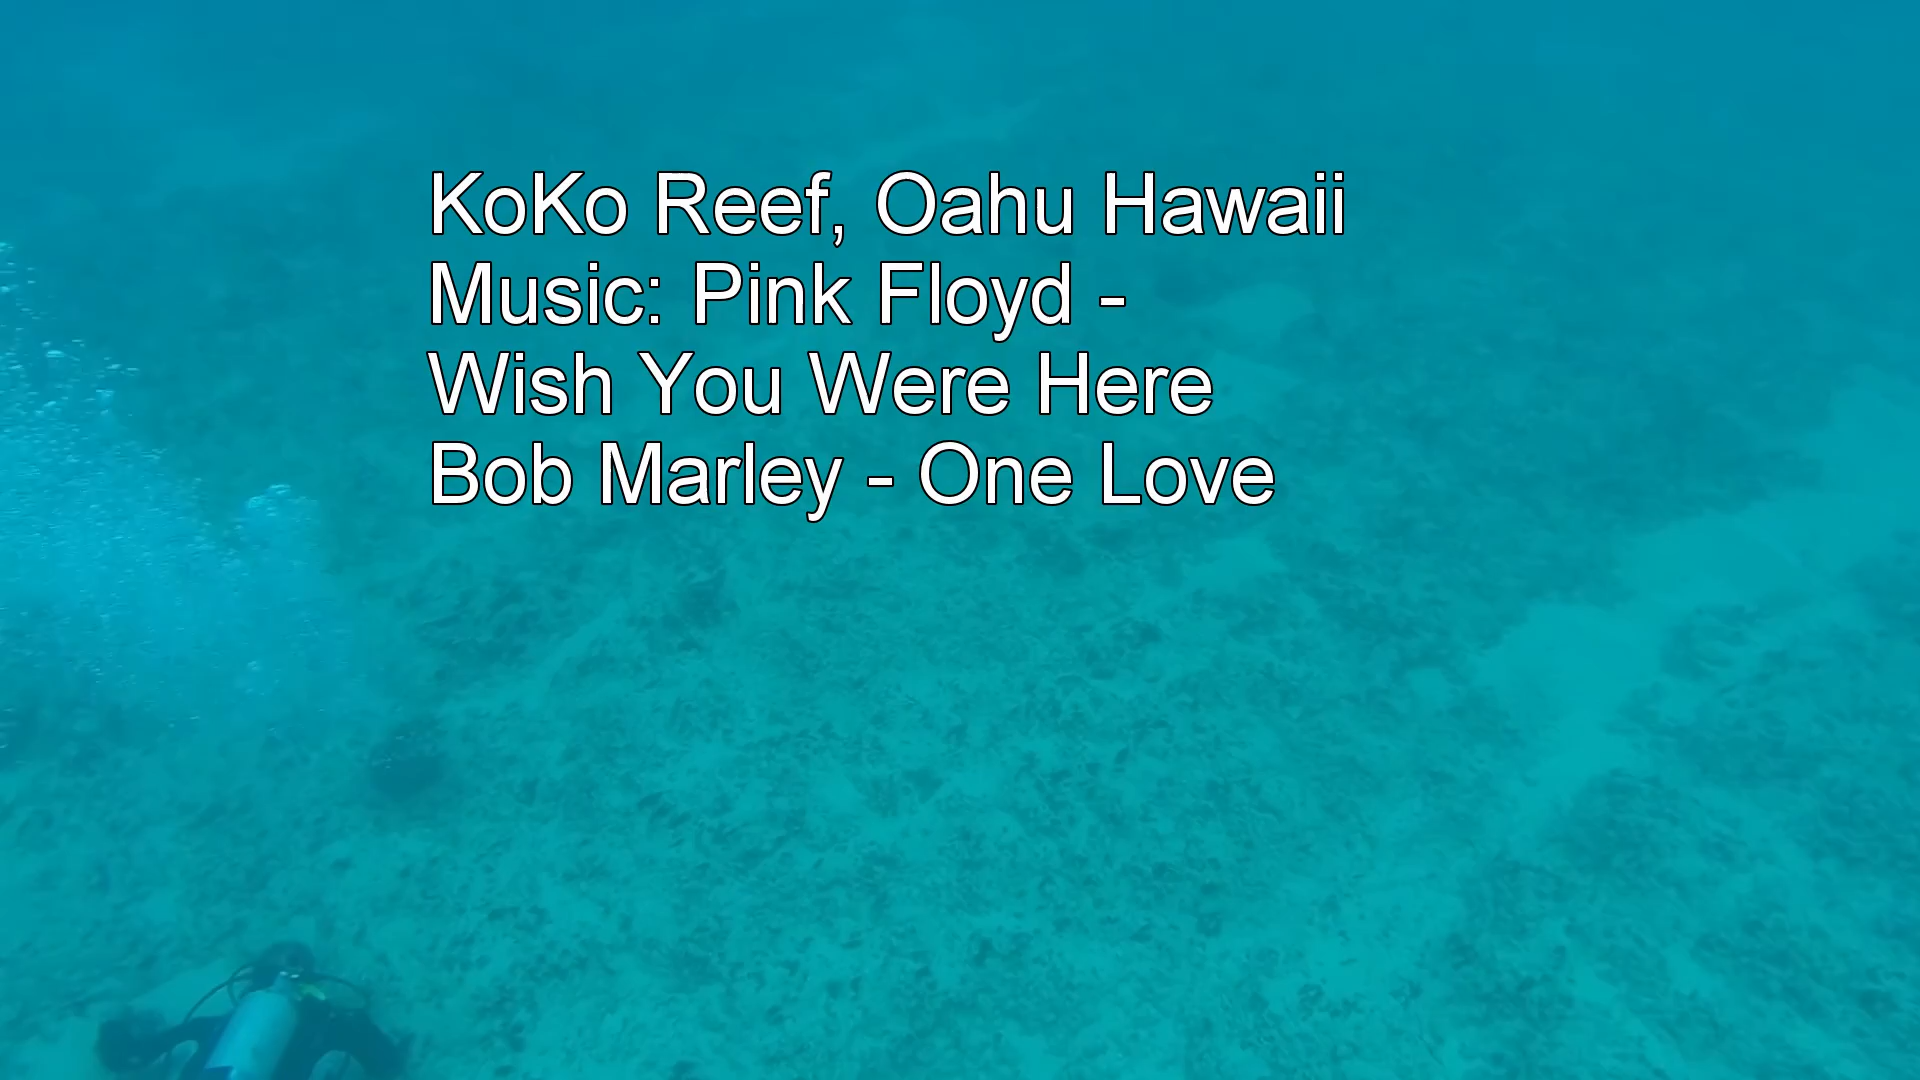 KoKo Reef, Oahu Hawaii
Music: Pink Floyd -
Wish You Were Here
Bob Marley - One Love